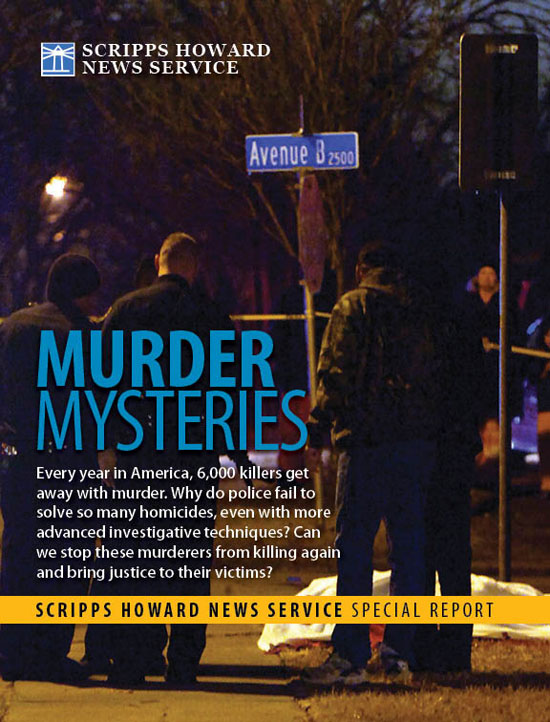 SCRIPPS HOWARD
NEWS SERVICE
Avenue B 2500
MURDER
MYSTERIES
Every year in America, 6,000 killers get
away with murder. Why do police fail to
solve so many homicides, even with more
advanced investigative techniques? Can
we stop these murderers from killing again
and bring justice to their victims?
SCRIPPS HOWARD NEWS SERVICE SPECIAL REPORT